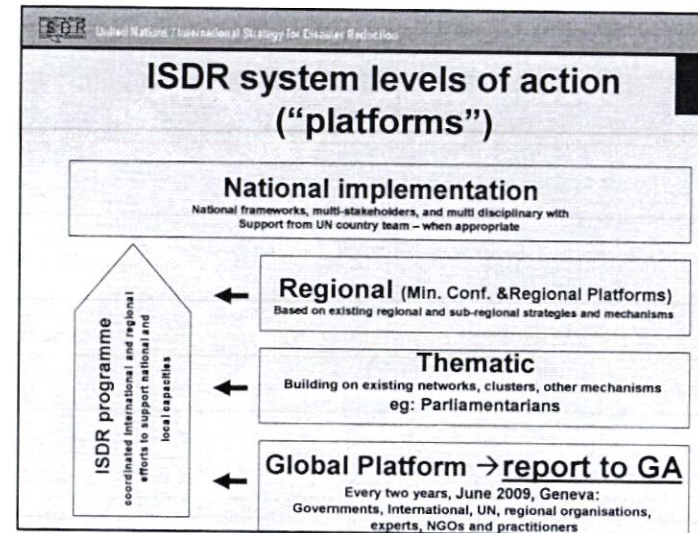 ISDR United Nations / International Strategy for Disaster Reduction
ISDR system levels of action
(“platforms”)
National implementation
National frameworks, multi-stakeholders, and multi disciplinary with
Support from UN country team – when appropriate
ISDR programme
coordinated international and regional
efforts to support national and
local capacities
Regional (Min. Conf. &Regional Platforms)
Based on existing regional and sub-regional strategies and mechanisms
Thematic
Building on existing networks, clusters, other mechanisms
eg: Parliamentarians
Global Platform →report to GA
Every two years, June 2009, Geneva:
Governments, International, UN, regional organisations,
experts, NGOs and practitioners